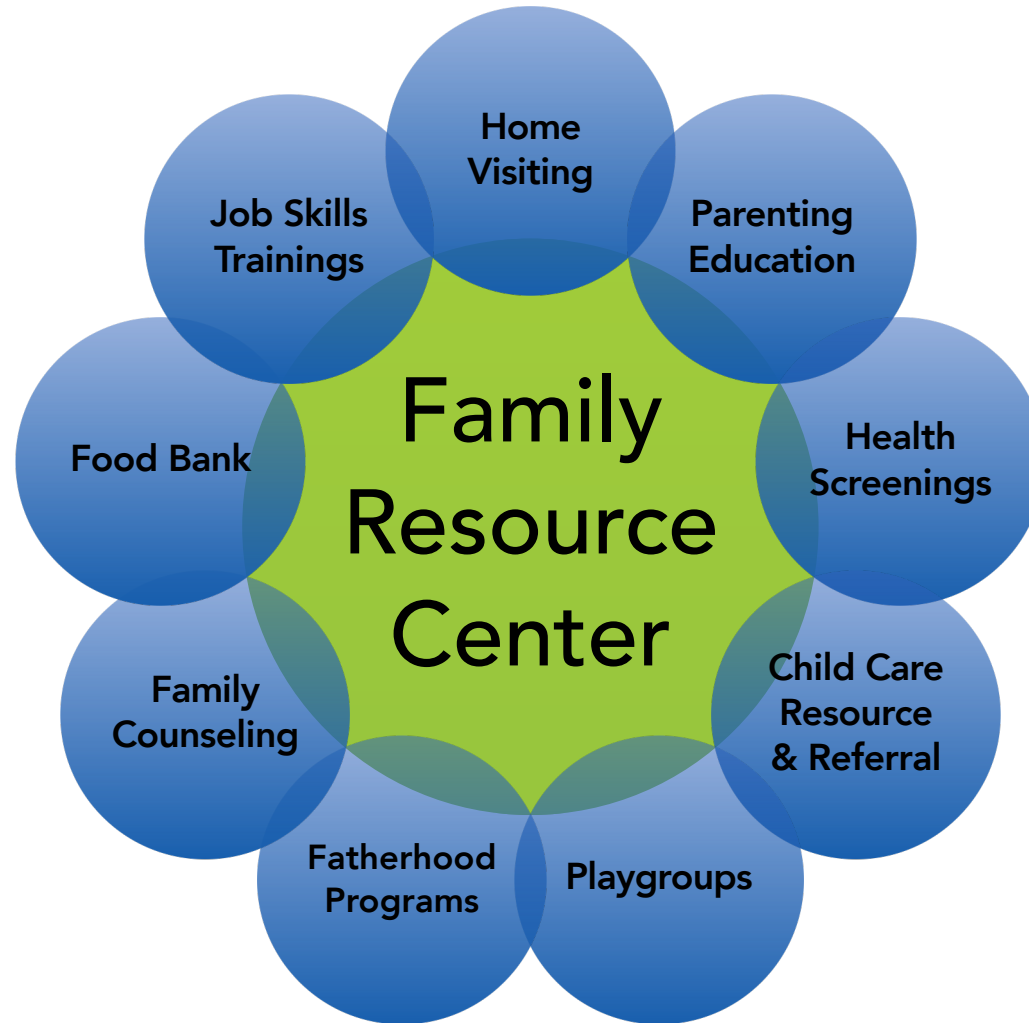 Home
Visiting
Parenting
Education
Health
Screenings
Child Care
Resource
& Referral
Playgroups
Fatherhood
Programs
Family
Counseling
Food Bank
Job Skills
Trainings
Family
Resource
Center